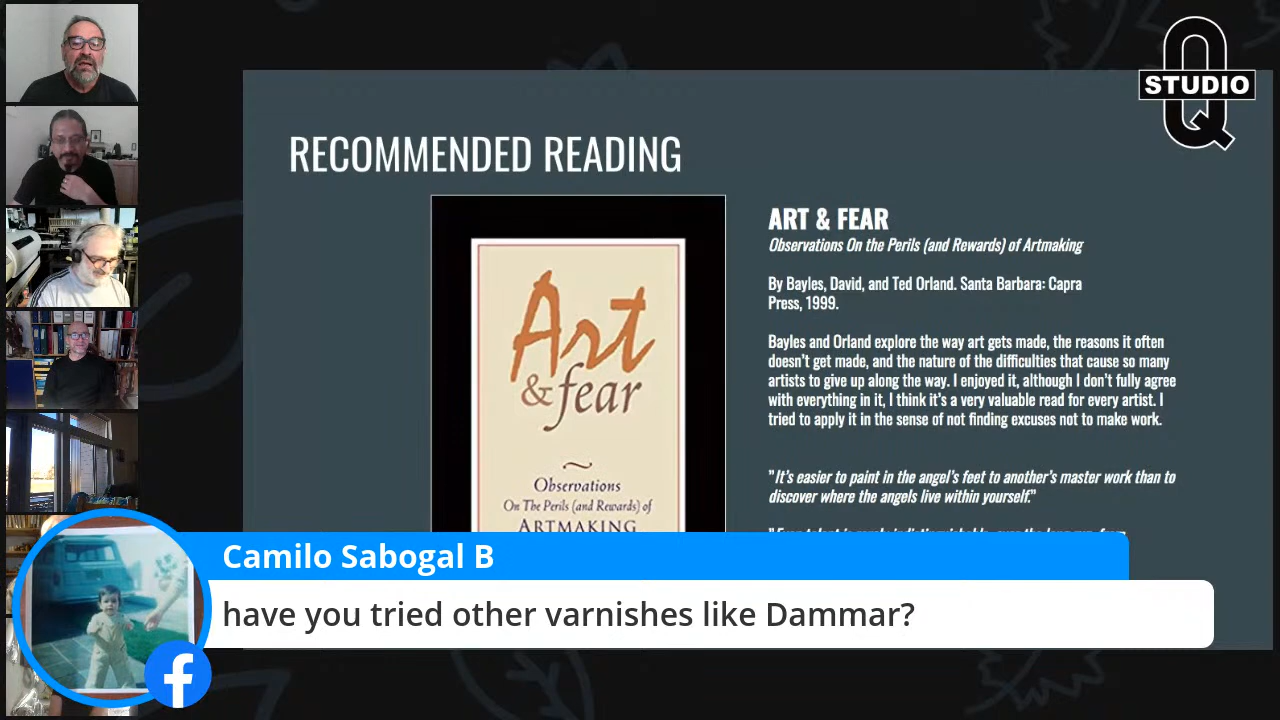 STUDIO
Q
RECOMMENDED READING
Art
& fear
Observations
On The Perils (and Rewards) of
ARTMAKING
ART & FEAR
Observations On the Perils (and Rewards) of Artmaking
By Bayles, David, and Ted Orland. Santa Barbara: Capra
Press, 1999.
Bayles and Orland explore the way art gets made, the reasons it often
doesn't get made, and the nature of the difficulties that cause so many
artists to give up along the way. I enjoyed it, although I don't fully agree
with everything in it, I think it's a very valuable read for every artist. I
tried to apply it in the sense of not finding excuses not to make work.
"It's easier to paint in the angel's feet to another's master work than to
discover where the angels live within yourself."
Camilo Sabogal B
have you tried other varnishes like Dammar?